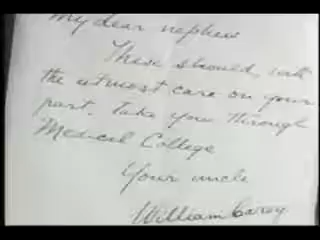 My dear nephew
These should, with
the utmost care on your
part, take you through
Medical College
Your uncle
William Carey